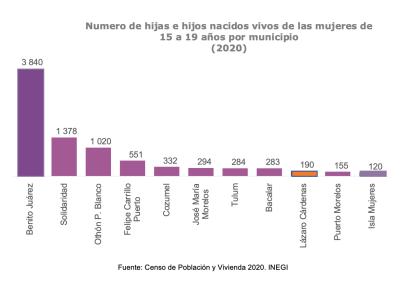 Numero de hijas e hijos nacidos vivos de las mujeres de
15 a 19 años por municipio
(2020)
3 840
1 378
1 020
551
332
294
284
283
190
155
120
Benito Juárez
Solidaridad
Othón P. Blanco
Felipe Carrillo
Puerto
Cozumel
José María
Morelos
Tulum
Bacalar
Lázaro Cárdenas
Puerto Morelos
Isla Mujeres
Fuente: Censo de Población y Vivienda 2020. INEGI